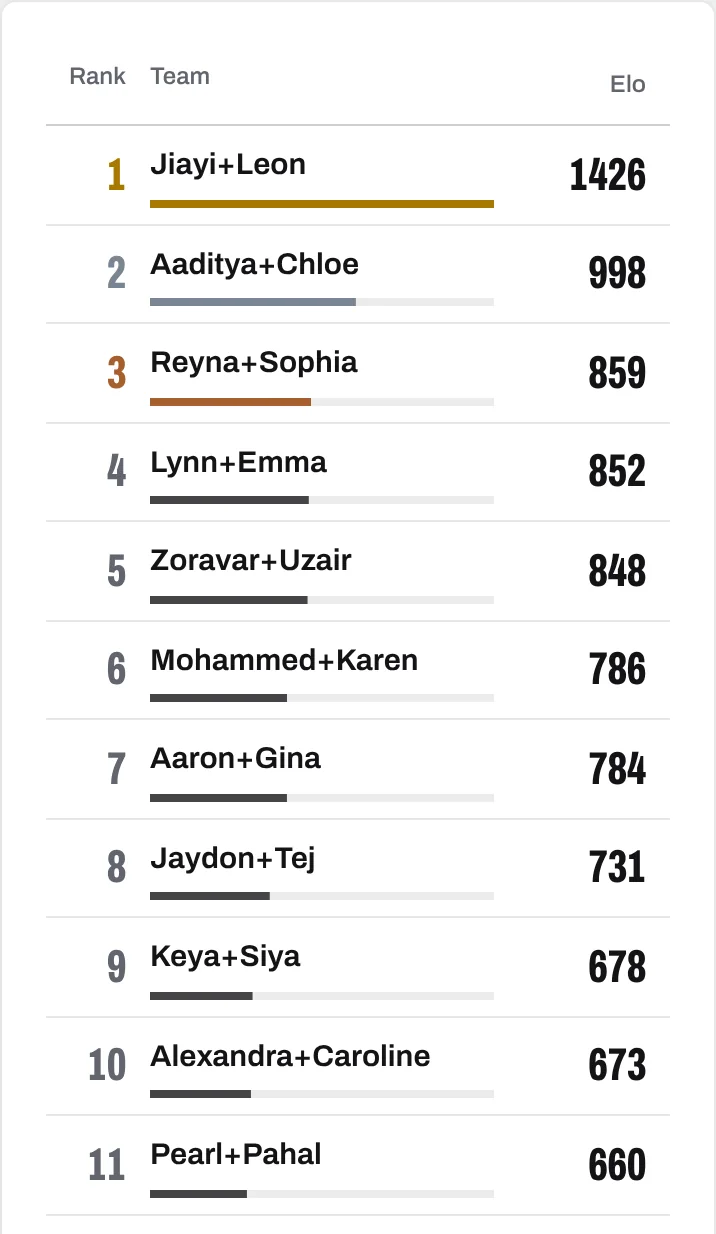 Rank Team Elo
1 Jiayi+Leon 1426
2 Aaditya+Chloe 998
3 Reyna+Sophia 859
4 Lynn+Emma 852
5 Zoravar+Uzair 848
6 Mohammed+Karen 786
7 Aaron+Gina 784
8 Jaydon+Tej 731
9 Keya+Siya 678
10 Alexandra+Caroline 673
11 Pearl+Pahal 660